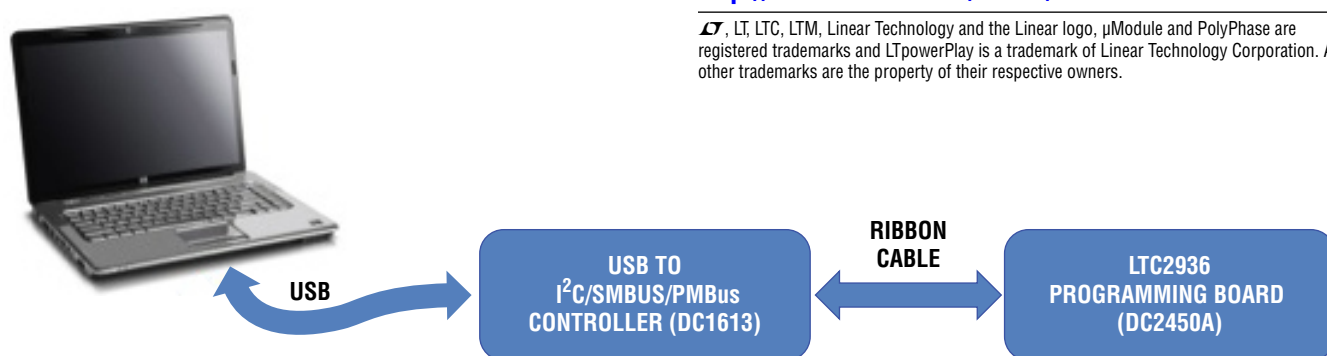 , LT, LTC, LTM, Linear Technology and the Linear logo, µModule and PolyPhase are
registered trademarks and LTpowerPlay is a trademark of Linear Technology Corporation.
other trademarks are the property of their respective owners.
RIBBON
CABLE
USB
USB TO
I²C/SMBUS/PMBus
CONTROLLER (DC1613)
LTC2936
PROGRAMMING BOARD
(DC2450A)